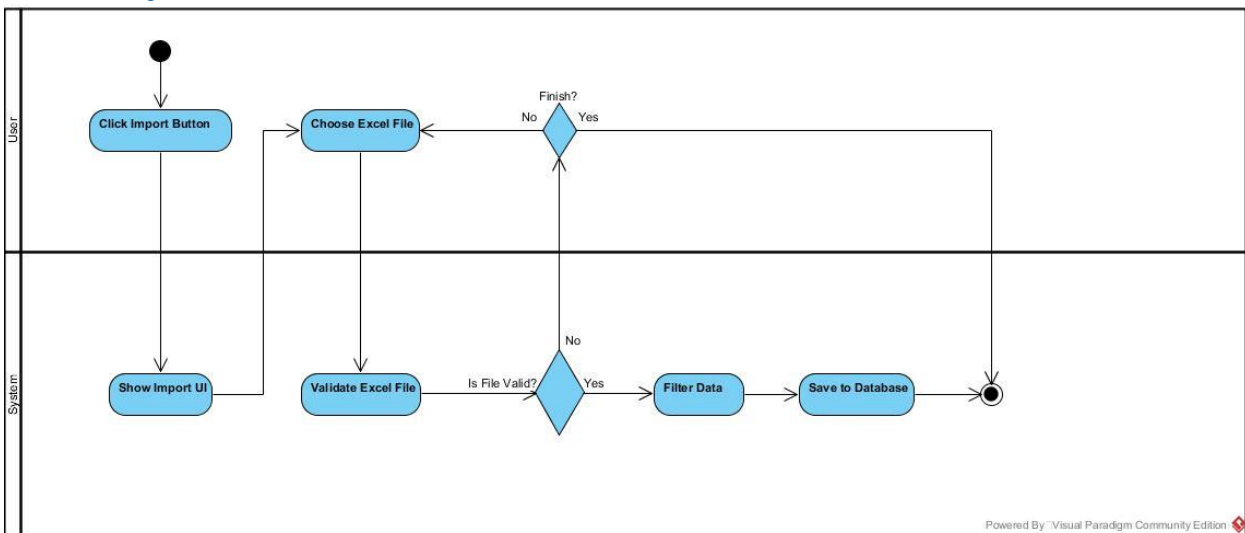 User
Click Import Button
Choose Excel File
Finish?
No
Yes
System
Show Import UI
Validate Excel File
Is File Valid?
No
Yes
Filter Data
Save to Database
Powered By Visual Paradigm Community Edition